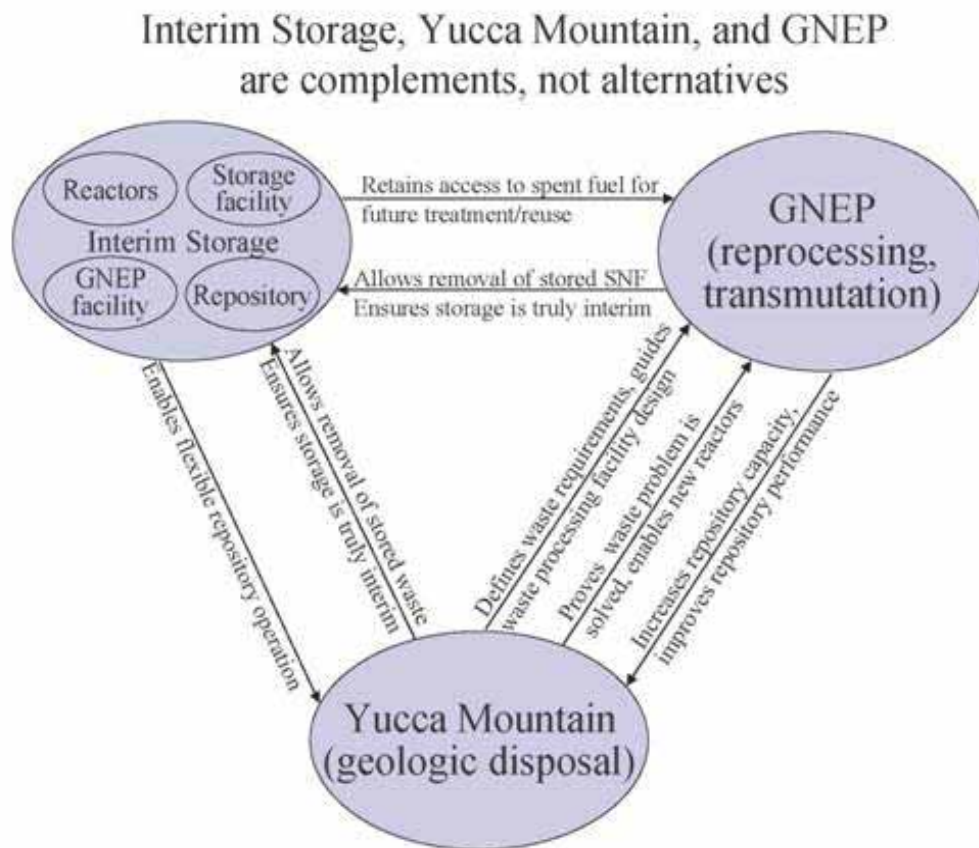 Interim Storage, Yucca Mountain, and GNEP
are complements, not alternatives
Reactors
Storage
facility
Interim Storage
GNEP
facility
Repository
Retains access to spent fuel for
future treatment/reuse
Allows removal of stored SNF
Ensures storage is truly interim
GNEP
(reprocessing,
transmutation)
Enables flexible repository operation
Allows removal of stored waste
Ensures storage is truly interim
Defines waste requirements, guides
waste processing facility design
Proves waste problem is
solved, enables new reactors
Increases repository capacity,
improves repository performance
Yucca Mountain
(geologic disposal)